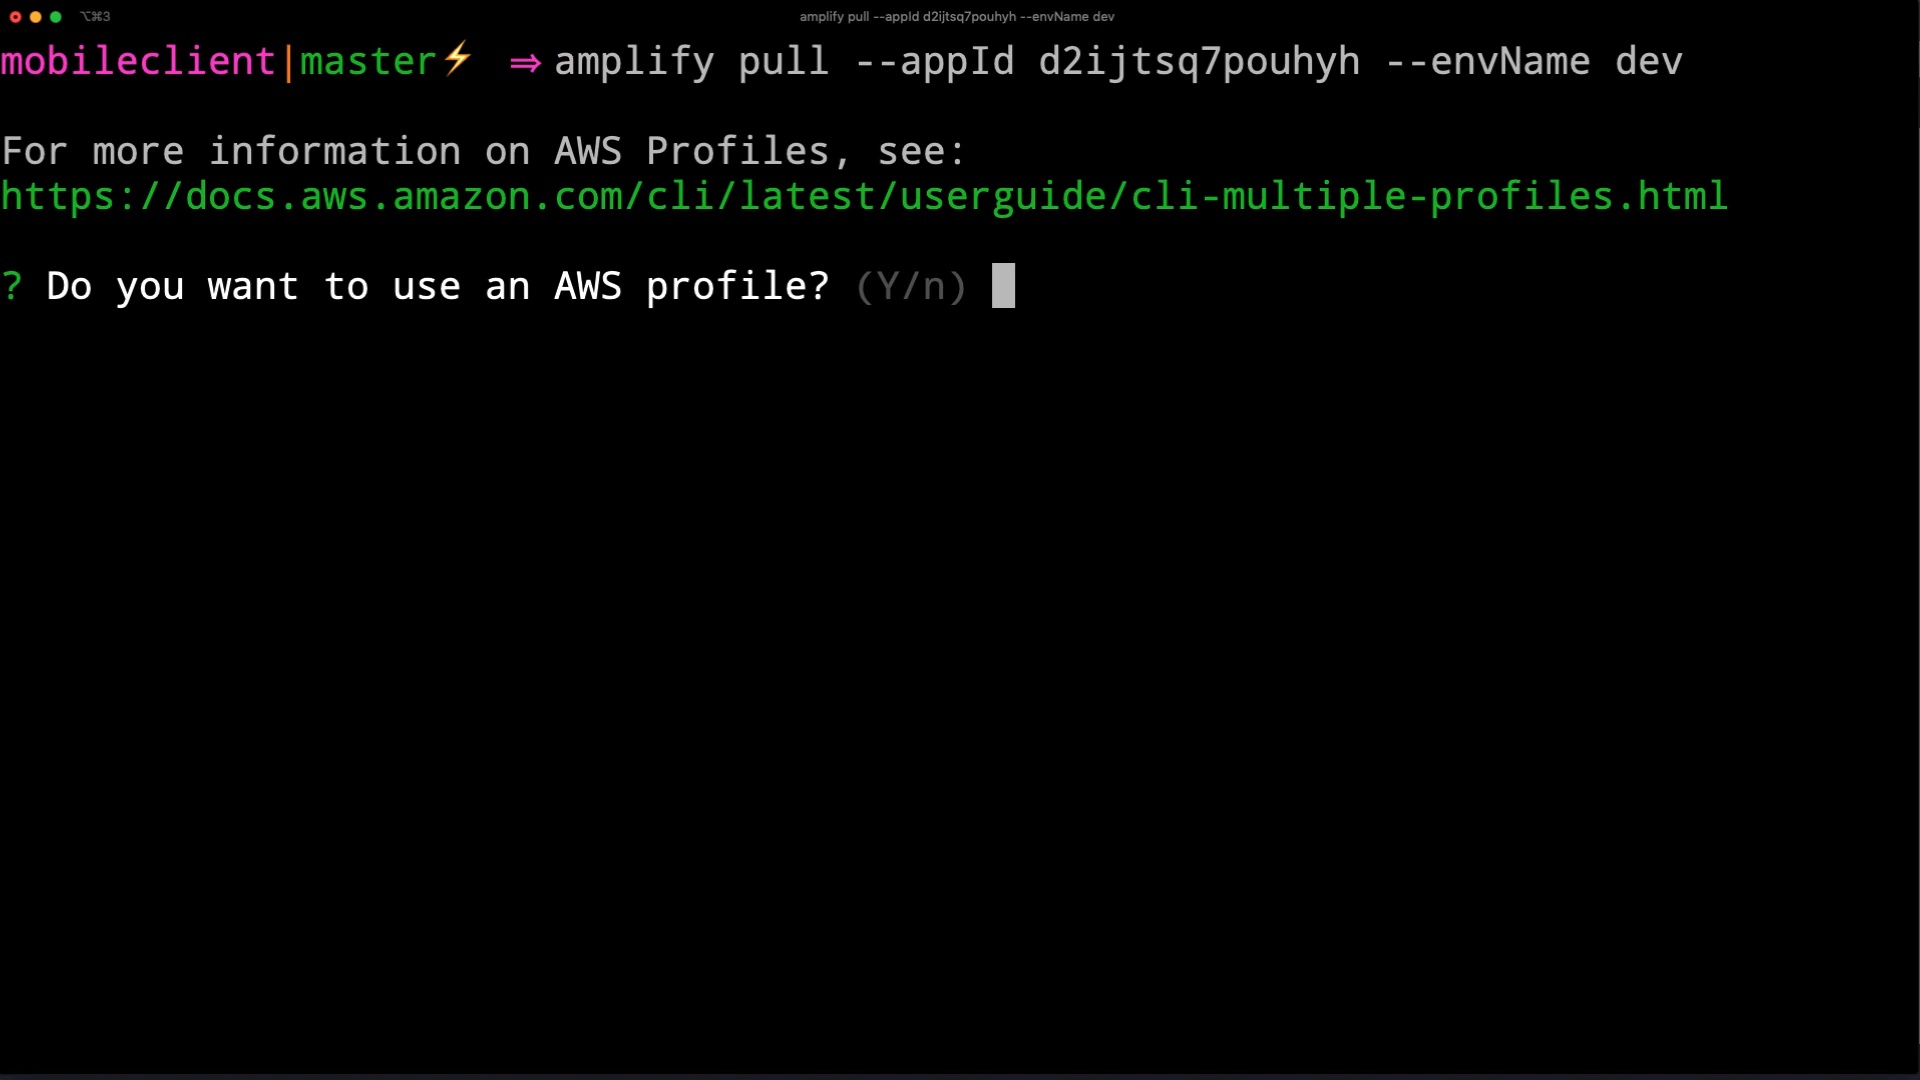 ⌥⌘3
amplify pull --appId d2ijtsq7pouhyh --envName dev
mobileclient|master⚡ ⇒ amplify pull --appId d2ijtsq7pouhyh --envName dev
For more information on AWS Profiles, see:
https://docs.aws.amazon.com/cli/latest/userguide/cli-multiple-profiles.html
? Do you want to use an AWS profile? (Y/n)